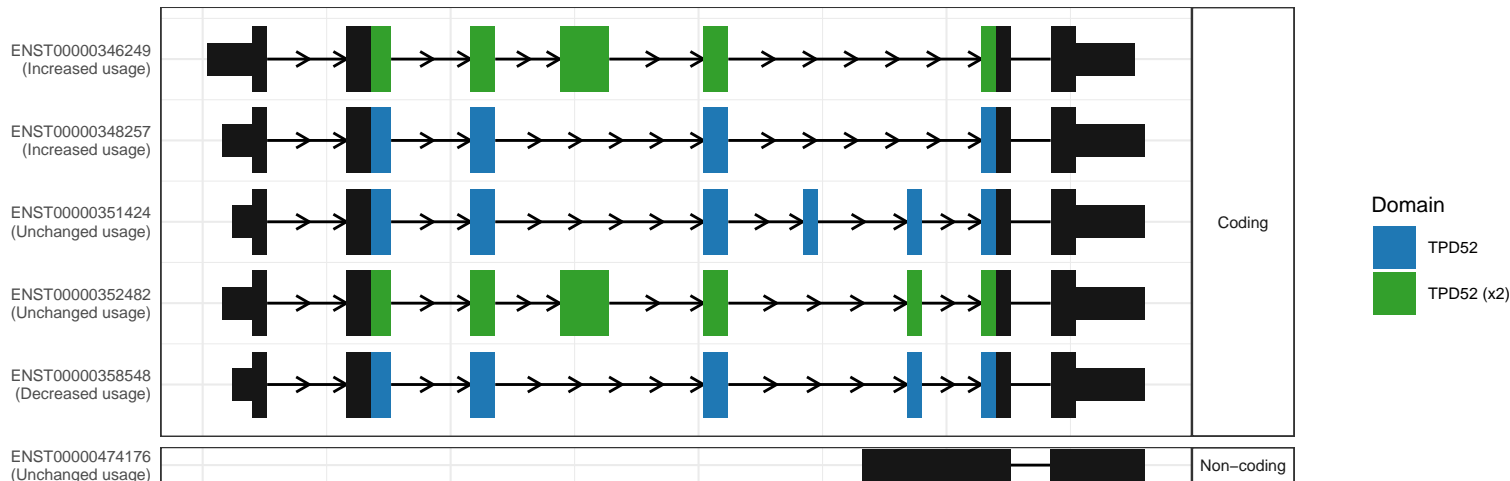 ENST00000346249
(Increased usage)
ENST00000348257
(Increased usage)
ENST00000351424
(Unchanged usage)
ENST00000352482
(Unchanged usage)
ENST00000358548
(Decreased usage)
ENST00000474176
(Unchanged usage)
Coding
Non−coding
Domain
TPD52
TPD52 (x2)